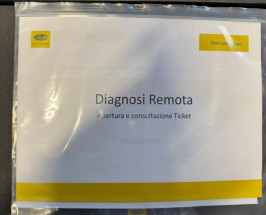 Diagnosi Remota
Apertura e consultazione Ticket